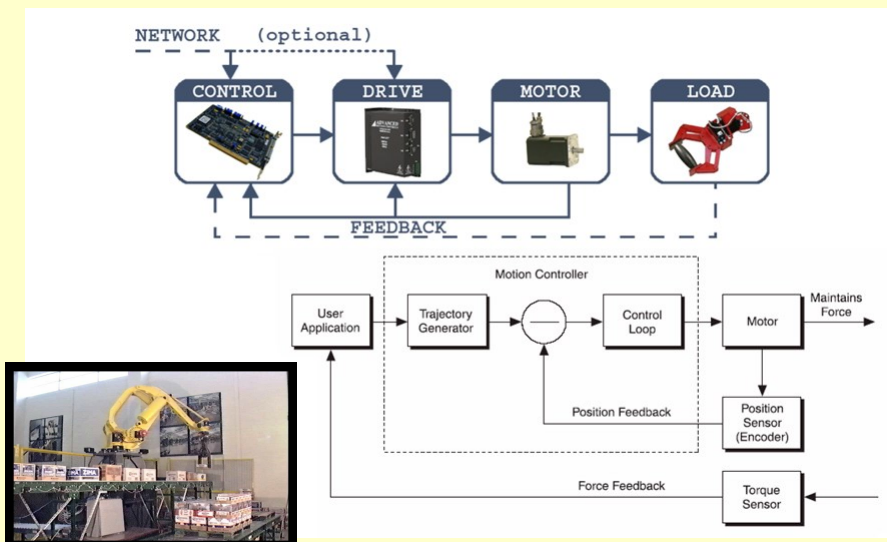 NETWORK (optional)
CONTROL
DRIVE
MOTOR
LOAD
FEEDBACK
Motion Controller
User
Application
Trajectory
Generator
Control
Loop
Motor
Maintains
Force
Position Feedback
Position
Sensor
(Encoder)
Force Feedback
Torque
Sensor
ZIMA